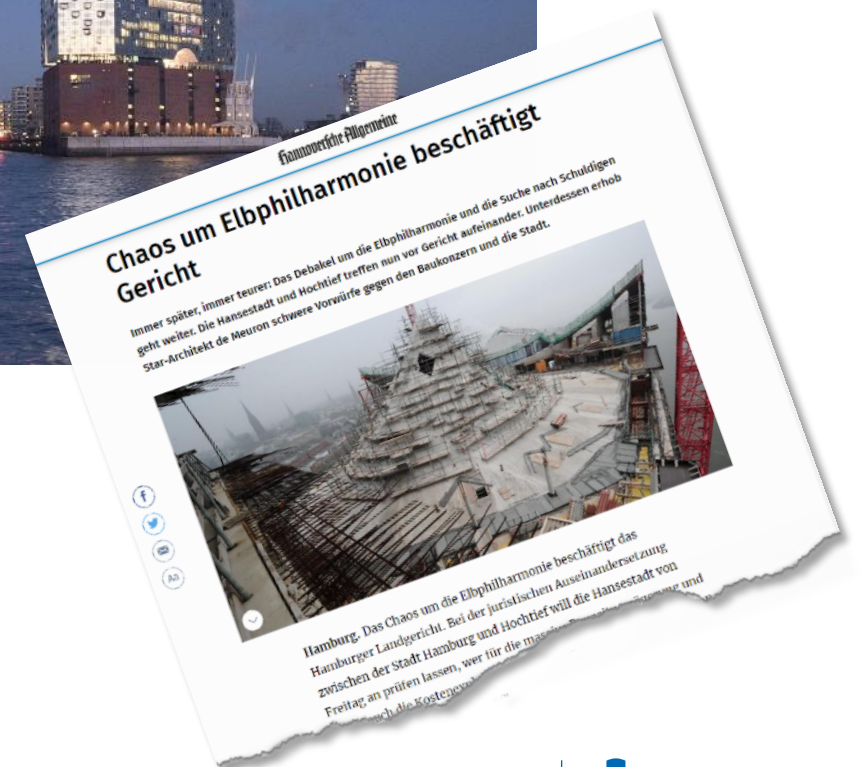 Hannoversche Allgemeine
Chaos um Elbphilharmonie beschäftigt
Gericht
Immer später, immer teurer: Das Debakel um die Elbphilharmonie und die Suche nach Schuldigen
geht weiter. Die Hansestadt und Hochtief treffen nun vor Gericht aufeinander. Unterdessen erhob
Star-Architekt de Meuron schwere Vorwürfe gegen den Baukonzern und die Stadt.
Aa
Hamburg. Das Chaos um die Elbphilharmonie beschäftigt das
Hamburger Landgericht. Bei der juristischen Auseinandersetzung
zwischen der Stadt Hamburg und Hochtief will die Hansestadt von
Freitag an prüfen lassen, wer für die und
die